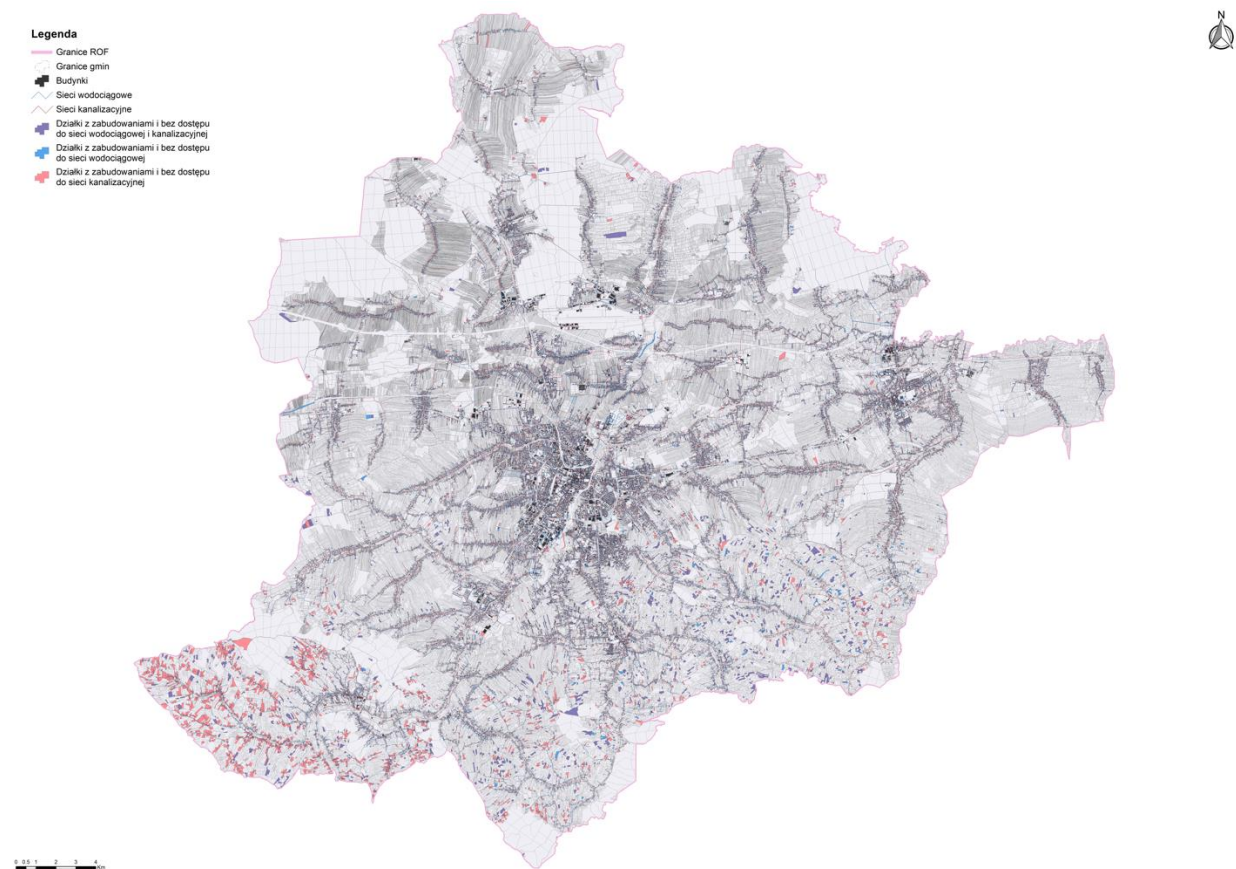 Legenda
Granice ROF
Granice gmin
Budynki
Sieci wodociągowe
Sieci kanalizacyjne
Działki z zabudowaniami i bez dostępu
do sieci wodociągowej i kanalizacyjnej
Działki z zabudowaniami i bez dostępu
do sieci wodociągowej
Działki z zabudowaniami i bez dostępu
do sieci kanalizacyjnej
N
0 0.5 1 2 3 4
Km